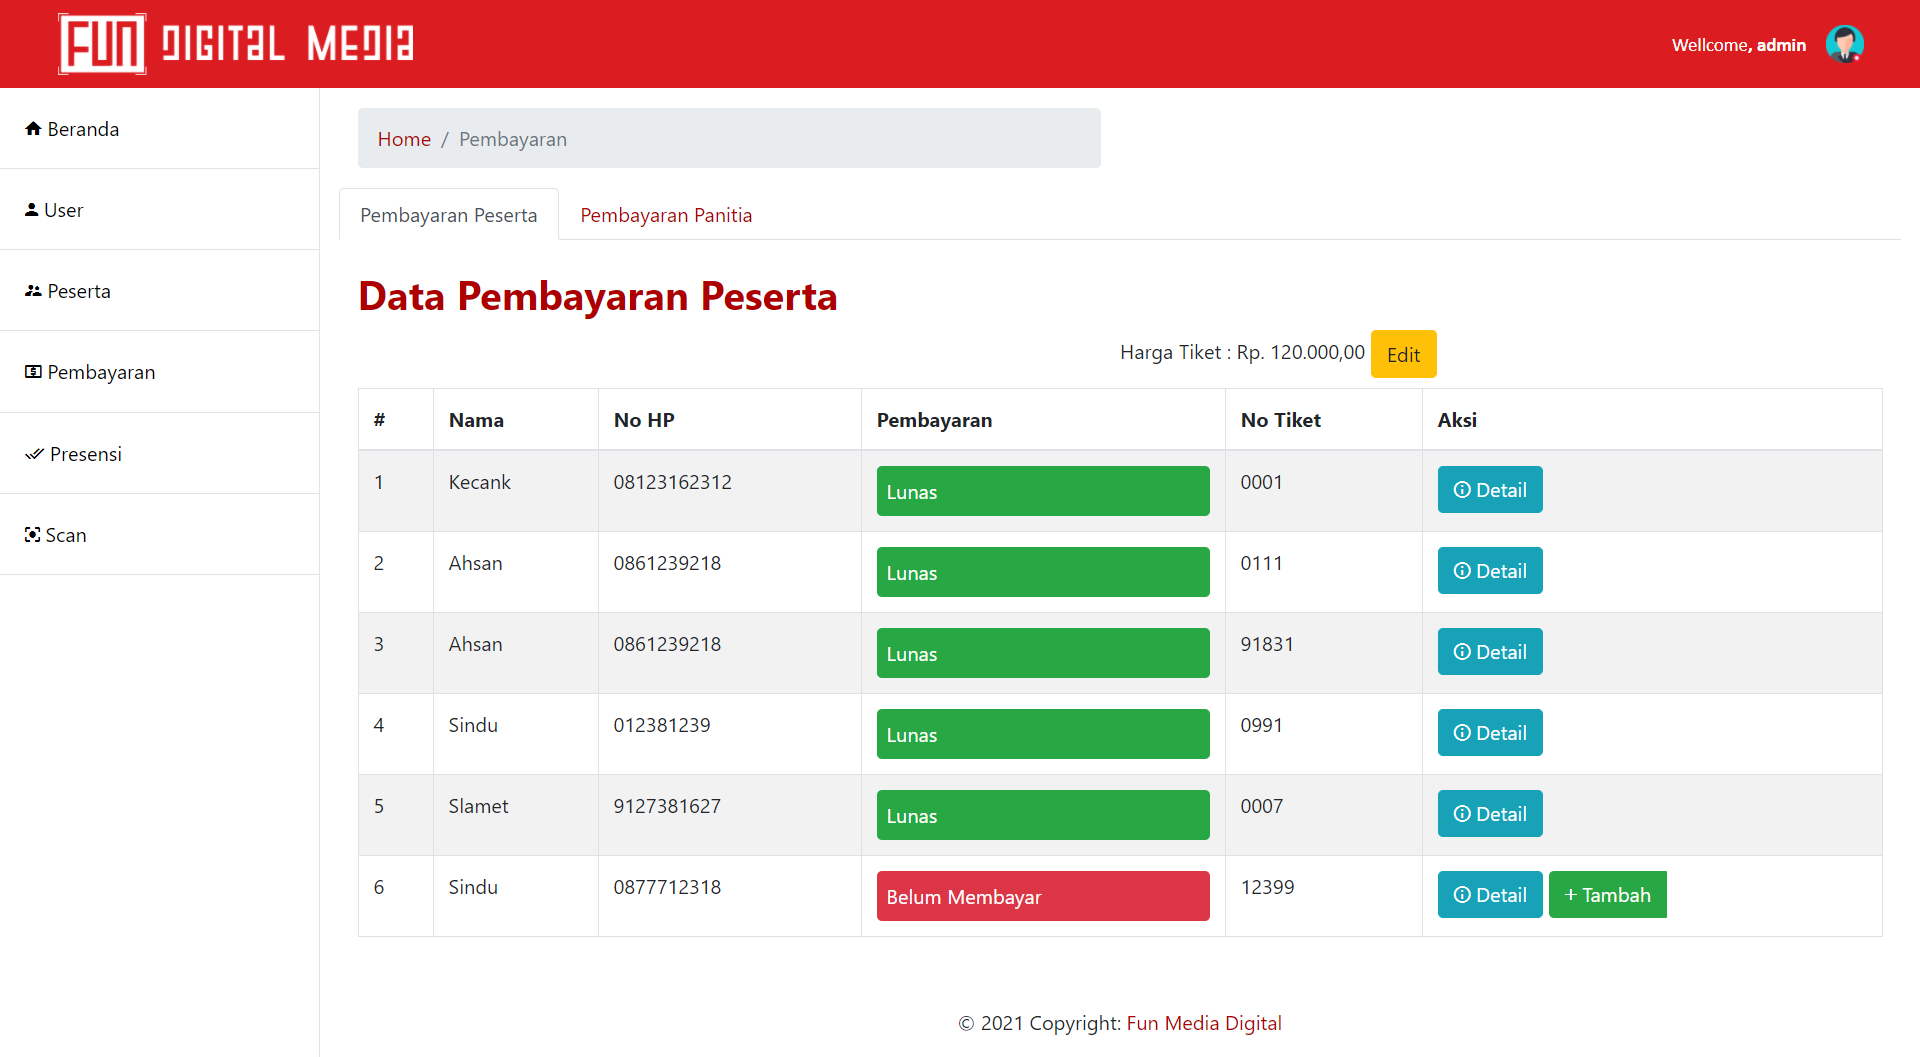 FUN DIGITAL MEDIA
Wellcome, admin
Beranda
User
Peserta
Pembayaran
Presensi
Scan
Home / Pembayaran
Pembayaran Peserta Pembayaran Panitia
Data Pembayaran Peserta
Harga Tiket : Rp. 120.000,00 Edit
# Nama No HP Pembayaran No Tiket Aksi
1 Kecank 08123162312 Lunas 0001 Detail
2 Ahsan 0861239218 Lunas 0111 Detail
3 Ahsan 0861239218 Lunas 91831 Detail
4 Sindu 012381239 Lunas 0991 Detail
5 Slamet 9127381627 Lunas 0007 Detail
6 Sindu 0877712318 Belum Membayar 12399 Detail + Tambah
© 2021 Copyright: Fun Media Digital